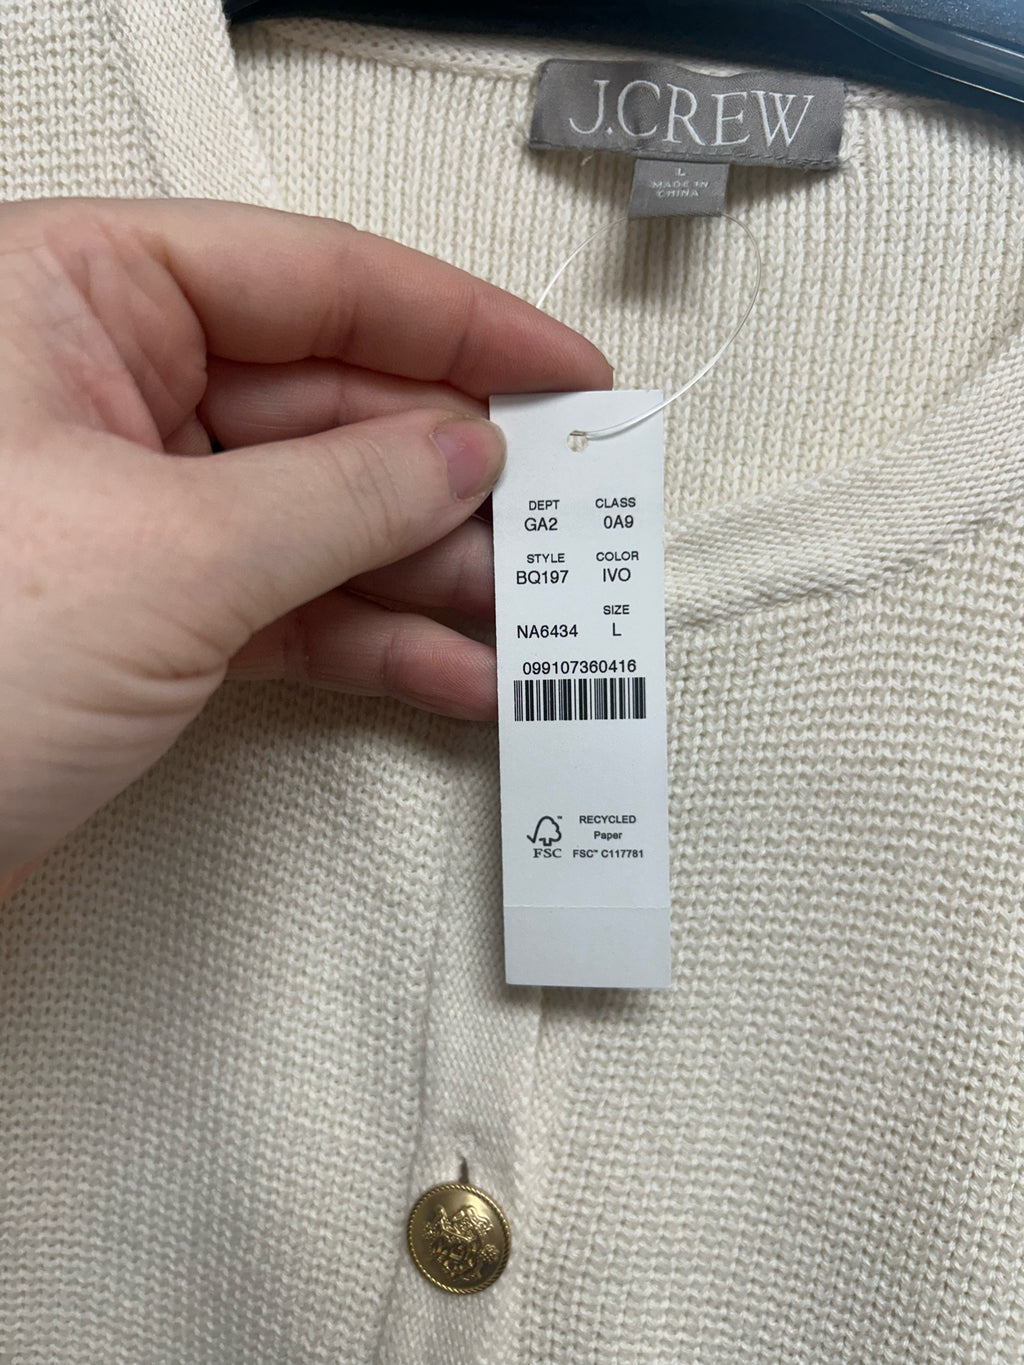 J.CREW
L
MADE IN
CHINA
DEPT CLASS
GA2 0A9
STYLE COLOR
BQ197 IVO
SIZE
NA6434 L
099107360416
RECYCLED
Paper
FSC™ FSC™ C117781